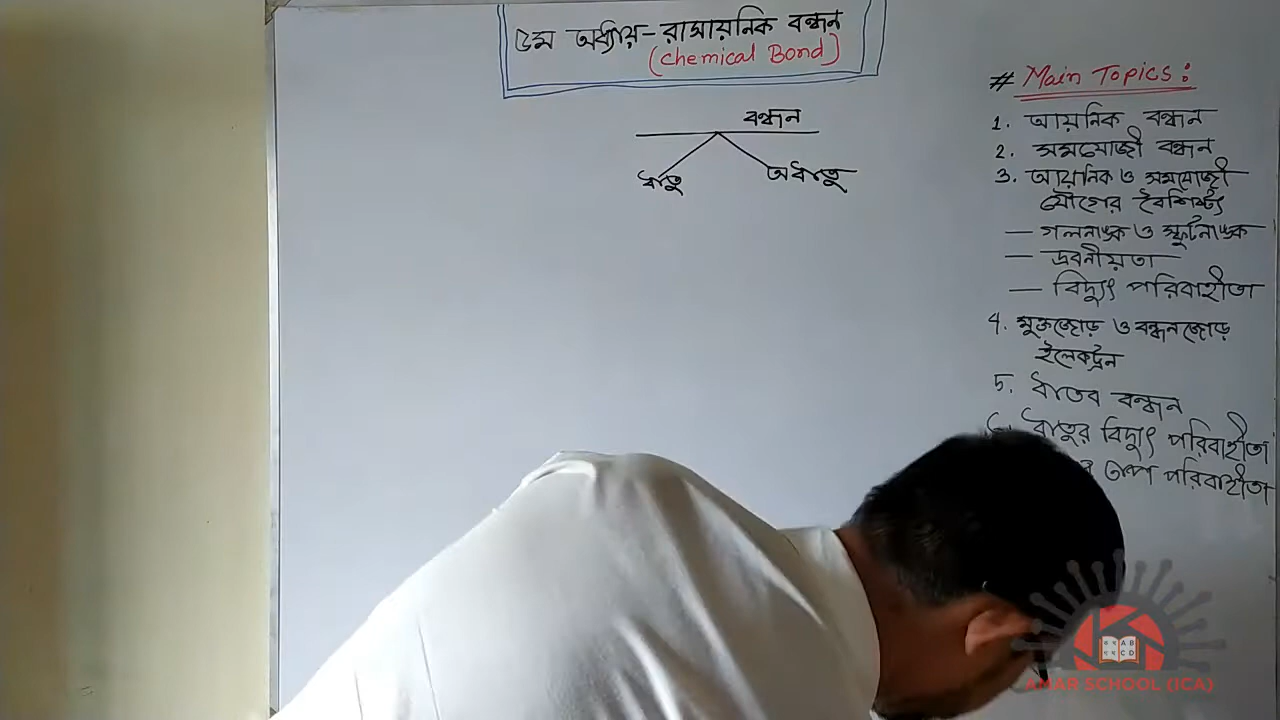 ৫ম অধ্যায় - রাসায়নিক বন্ধন
(Chemical Bond)
বন্ধন
ধাতু অধাতু
# Main Topics:
1. আয়নিক বন্ধন
2. সমযোজী বন্ধন
3. আয়নিক ও সমযোজী
যৌগের বৈশিষ্ট্য
— গলনাঙ্ক ও স্ফুটনাঙ্ক
— দ্রবনীয়তা
— বিদ্যুৎ পরিবাহীতা
4. মুক্তজোড় ও বন্ধনজোড়
ইলেকট্রন
5. ধাতব বন্ধন
ধাতুর বিদ্যুৎ পরিবাহীতা
তাপ পরিবাহীতা
AMAR SCHOOL (ICA)